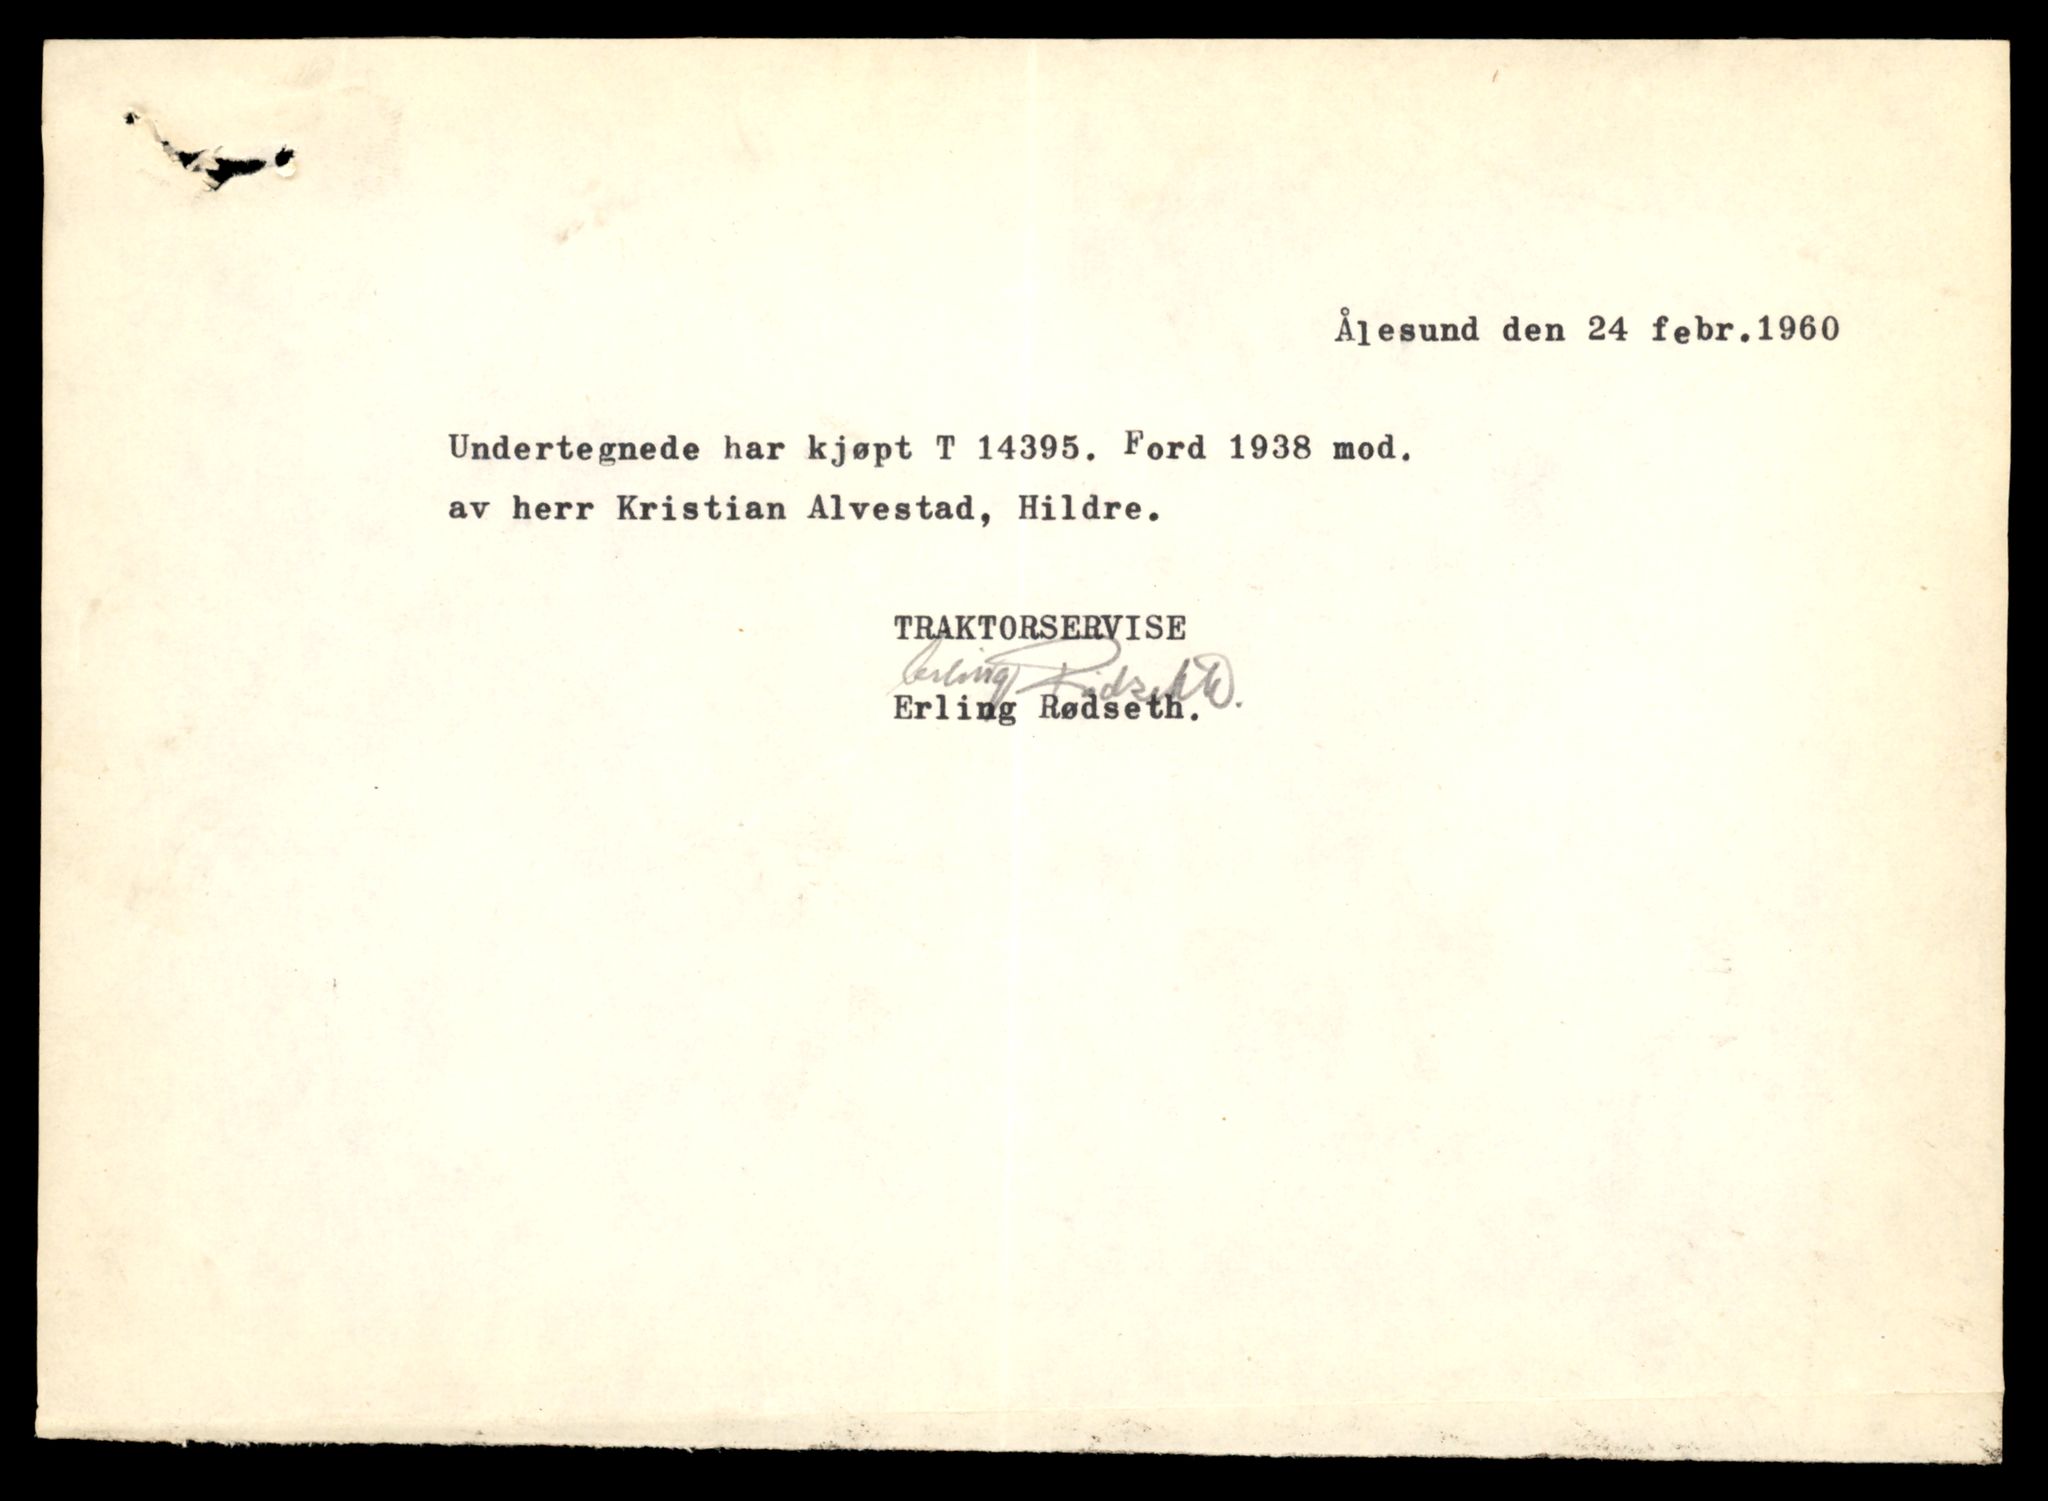 Ålesund den 24 febr.1960
Undertegnede har kjøpt T 14395. Ford 1938 mod.
av herr Kristian Alvestad, Hildre.
TRAKTORSERVISE
Erling Rødseth.
Erling Rødseth.